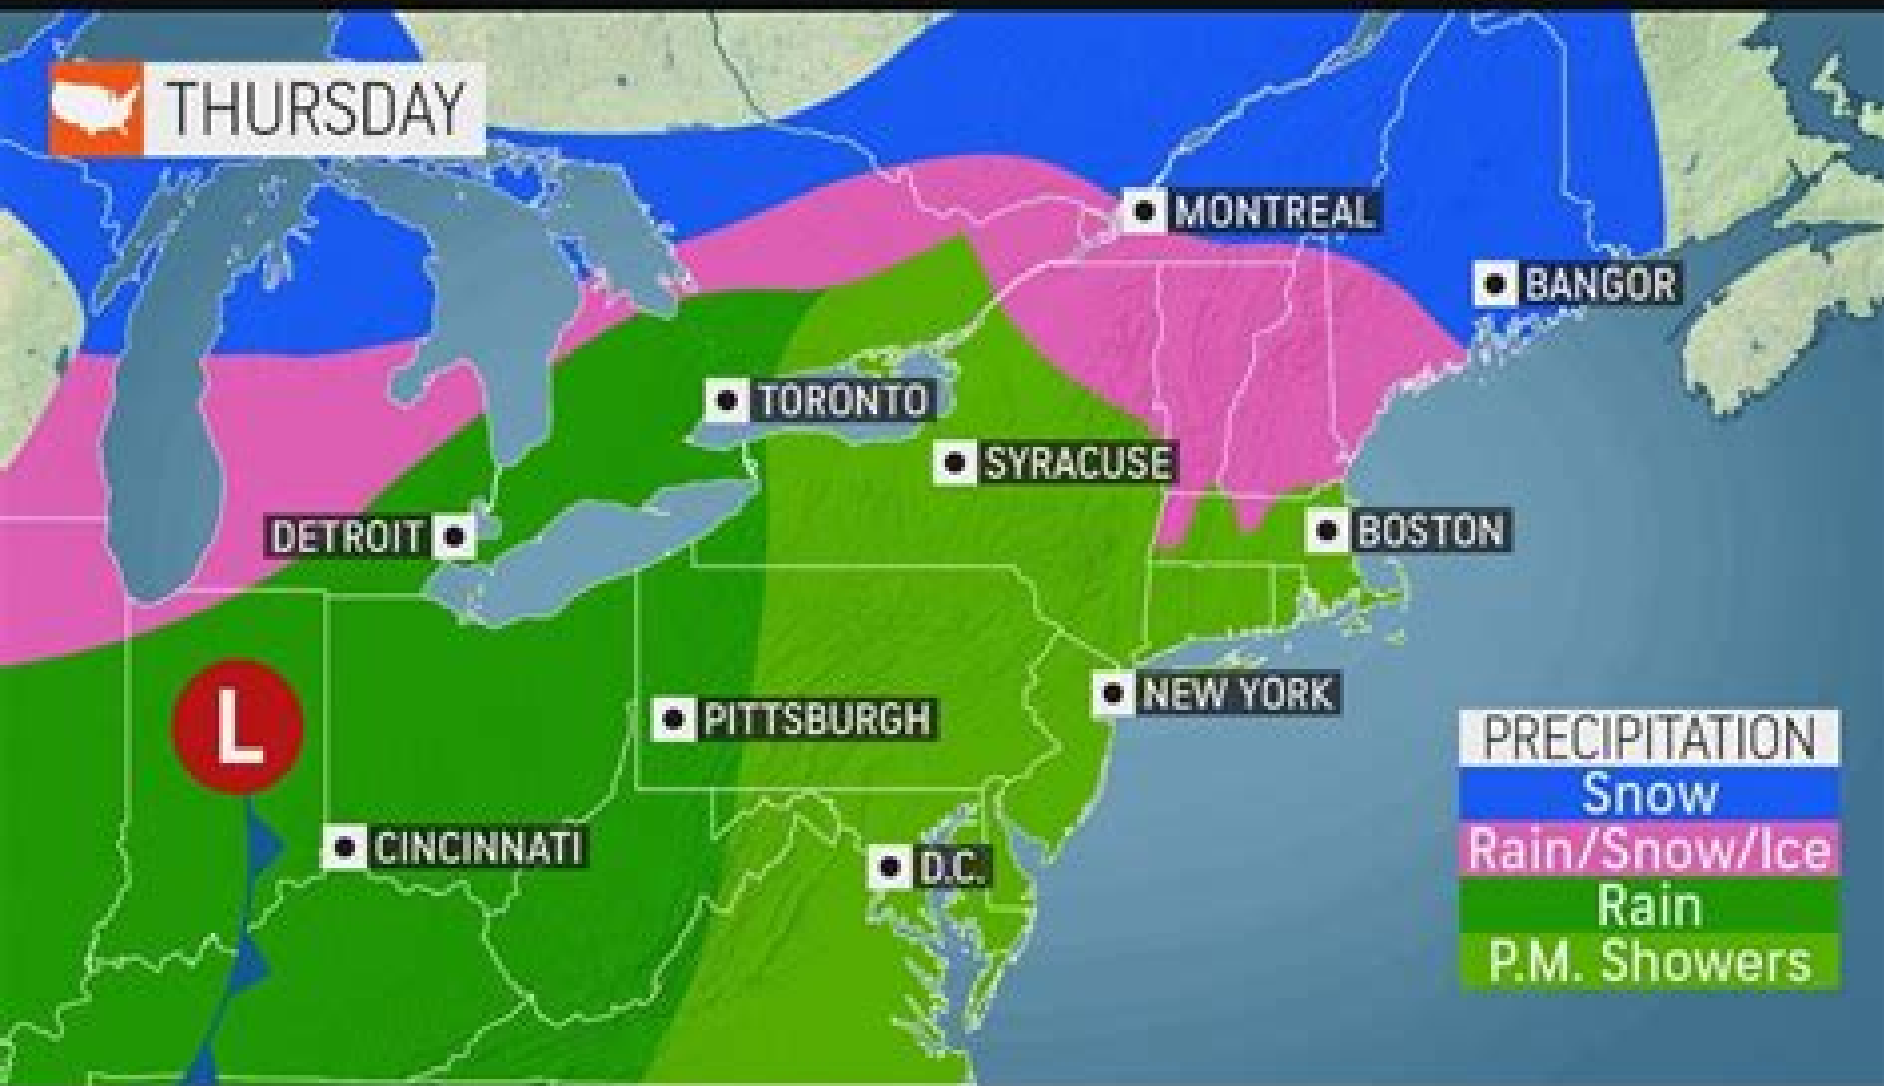 THURSDAY
MONTREAL
BANGOR
TORONTO
SYRACUSE
DETROIT
BOSTON
NEW YORK
PITTSBURGH
L
CINCINNATI
D.C.
PRECIPITATION
Snow
Rain/Snow/Ice
Rain
P.M. Showers